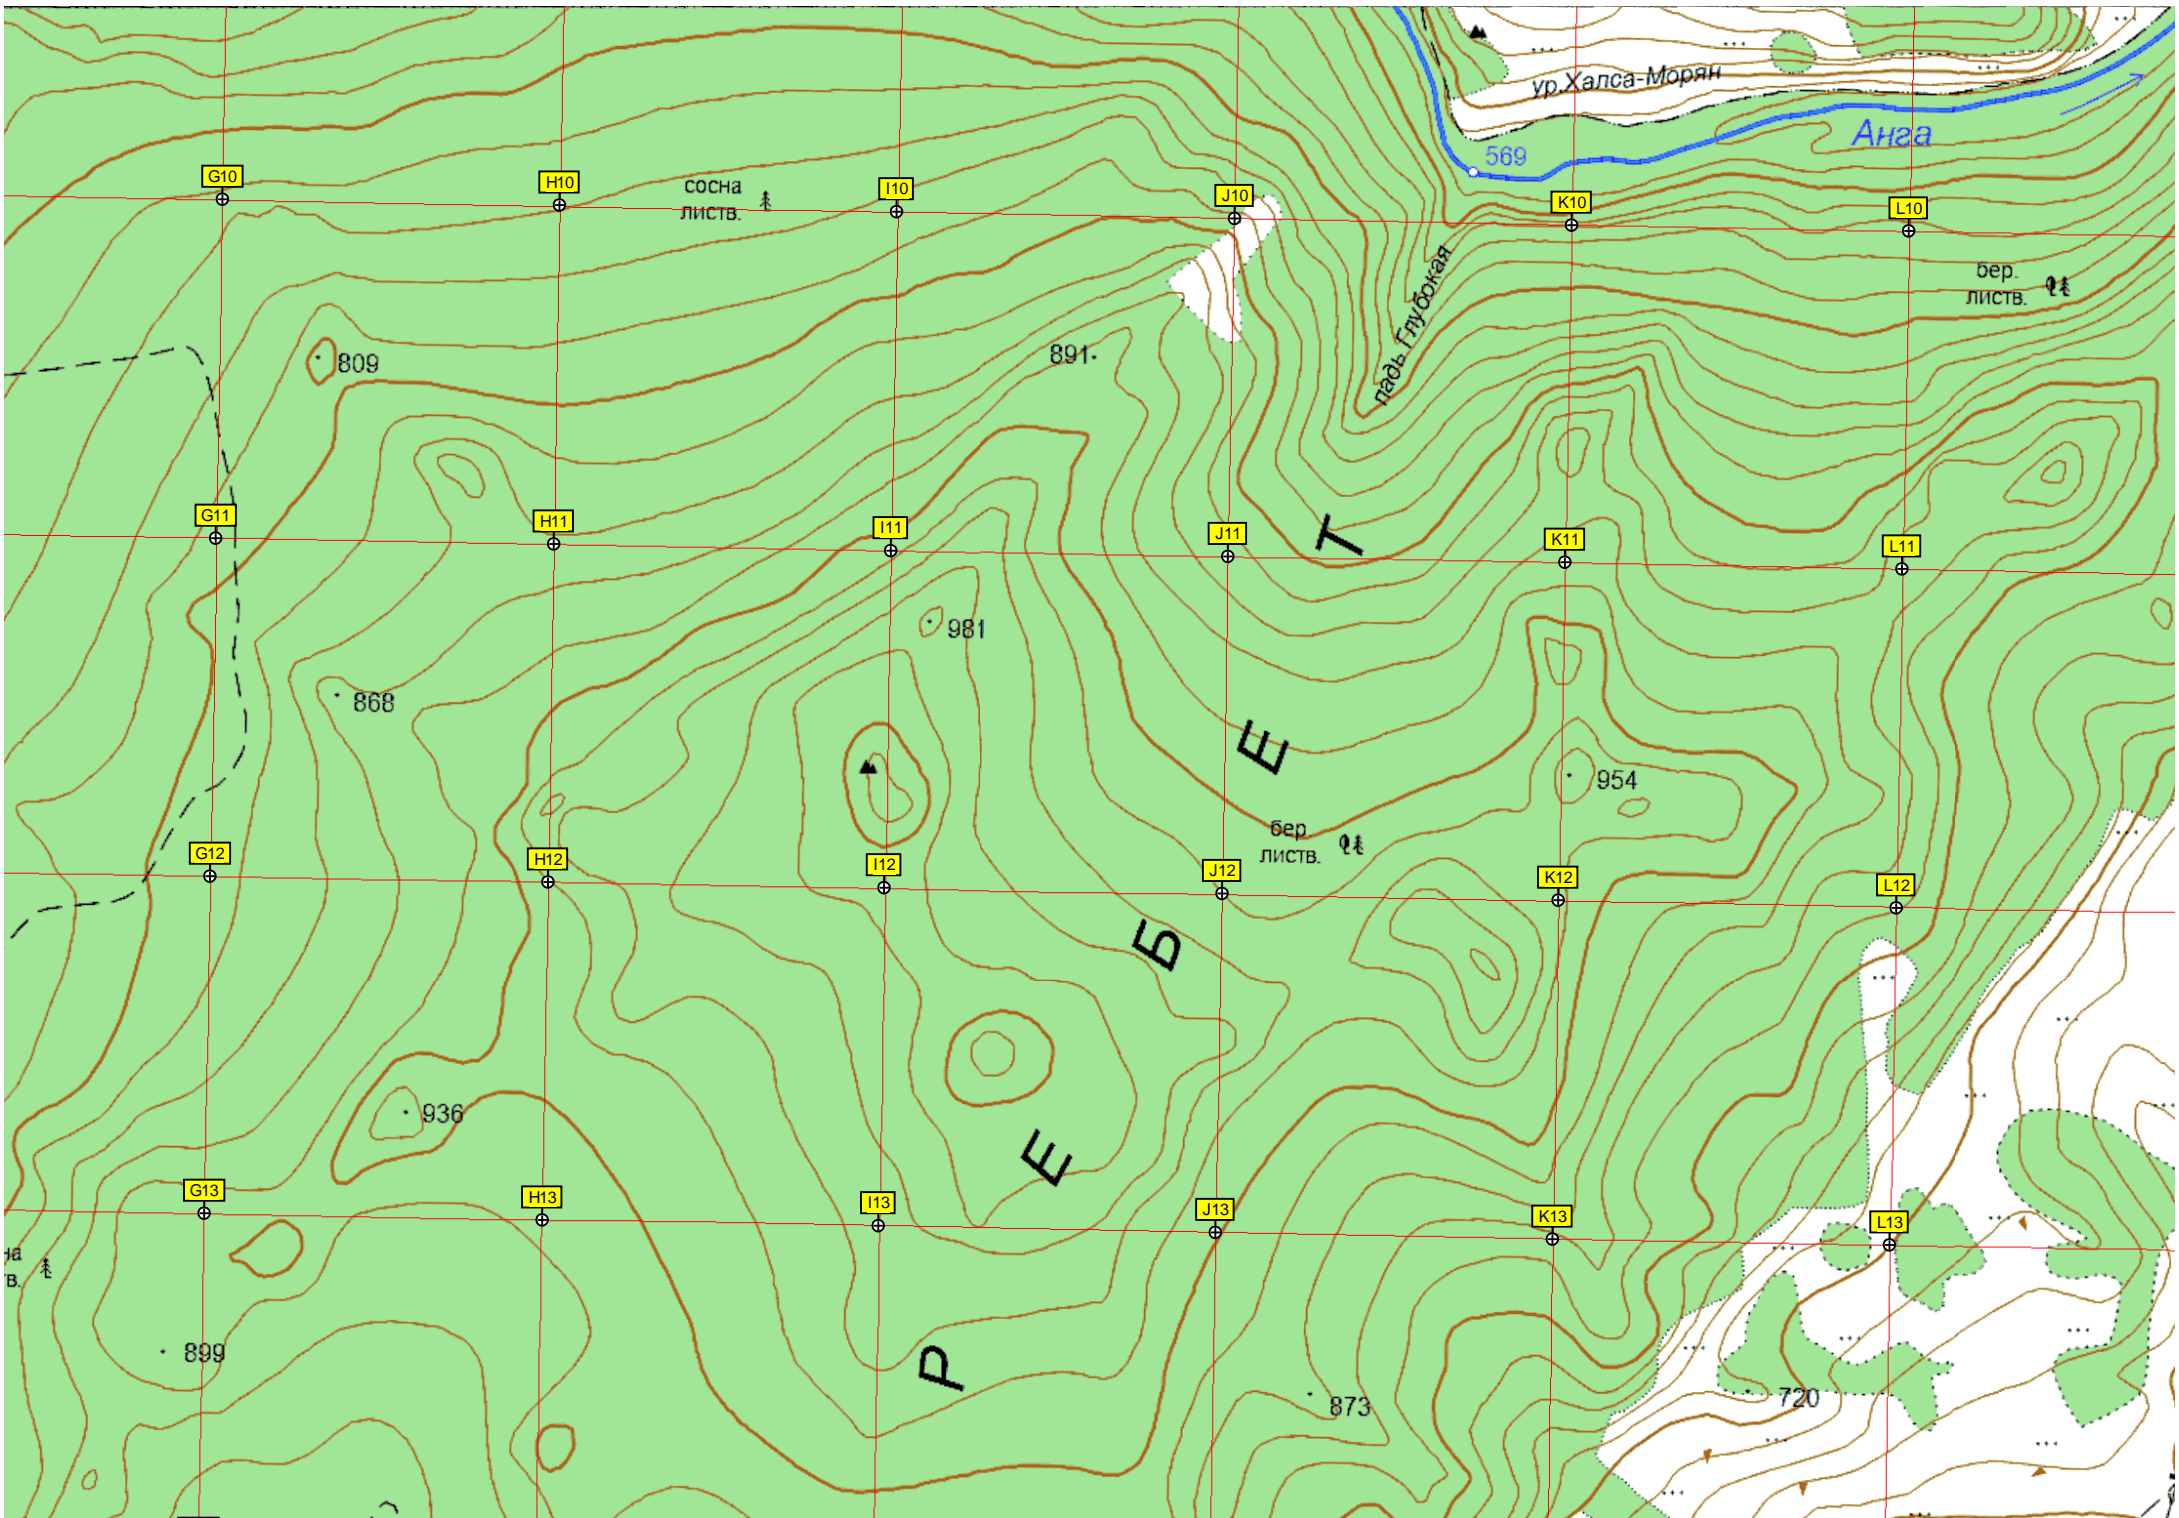 ур.Халса-Морян
Анга
569
G10
H10
I10
J10
K10
L10
сосна
листв.
падь Глубокая
бер.
листв.
809
891
G11
H11
I11
J11
K11
L11
Т
981
868
Е
954
бер
листв.
G12
H12
I12
J12
K12
L12
Б
936
Е
G13
H13
I13
J13
K13
L13
на
в.
899
Р
873
720